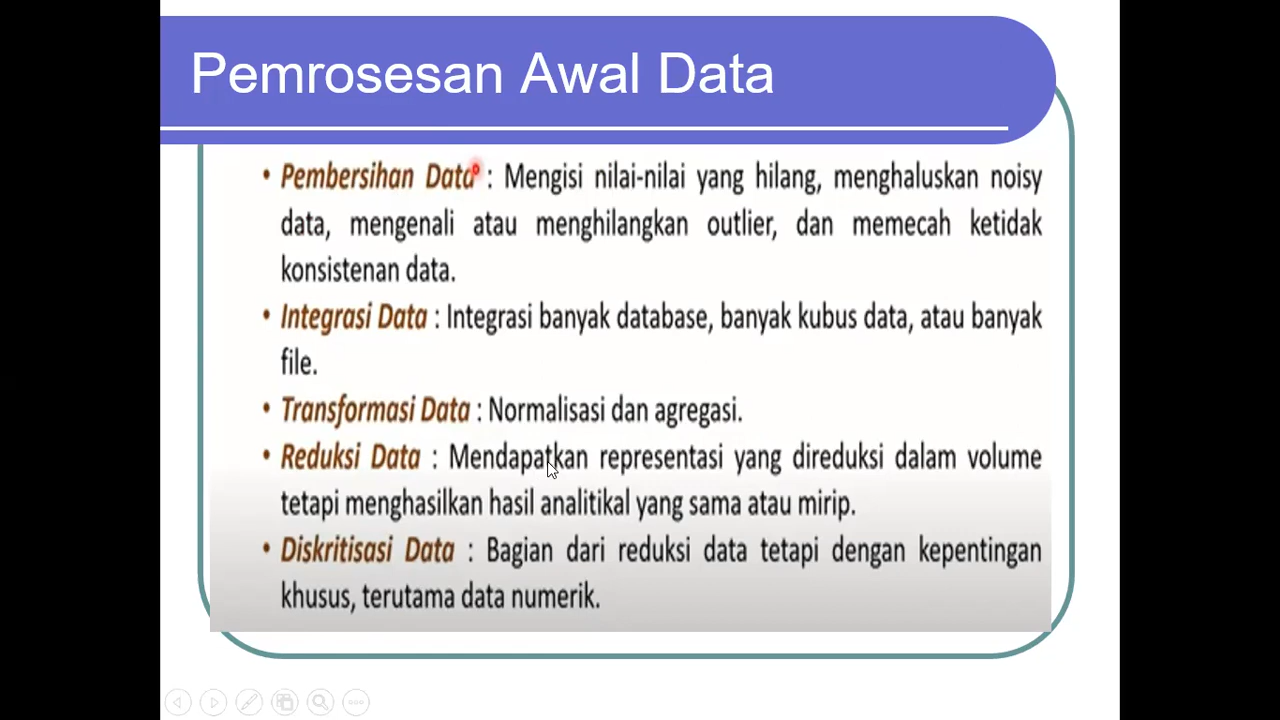 Pemrosesan Awal Data
• Pembersihan Data : Mengisi nilai-nilai yang hilang, menghaluskan noisy
data, mengenali atau menghilangkan outlier, dan memecah ketidak
konsistenan data.
• Integrasi Data : Integrasi banyak database, banyak kubus data, atau banyak
file.
• Transformasi Data : Normalisasi dan agregasi.
• Reduksi Data : Mendapatkan representasi yang direduksi dalam volume
tetapi menghasilkan hasil analitikal yang sama atau mirip.
• Diskritisasi Data : Bagian dari reduksi data tetapi dengan kepentingan
khusus, terutama data numerik.